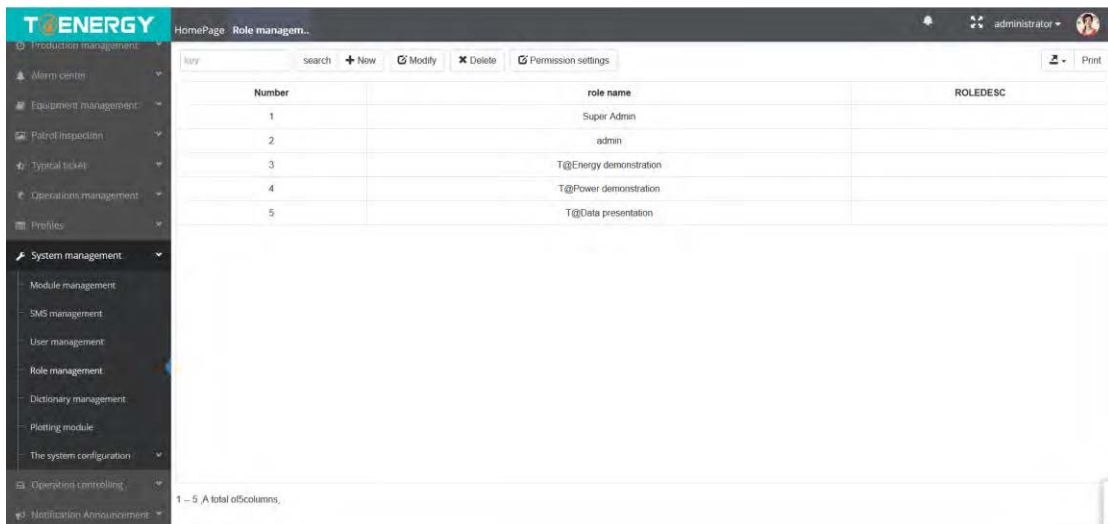 T@ENERGY
HomePage Role managem.. administrator
Production management
key search New Modify Delete Permission settings Print
Alarm center
Number role name ROLEDESC
Equipment management
1 Super Admin
Patrol inspection
2 admin
Typical ticket
3 T@Energy demonstration
Operations management
4 T@Power demonstration
Profiles
5 T@Data presentation
System management
Module management
SMS management
User management
Role management
Dictionary management
Plotting module
The system configuration
Operation controlling
1 – 5 ,A total of5columns,
Notification Announcement